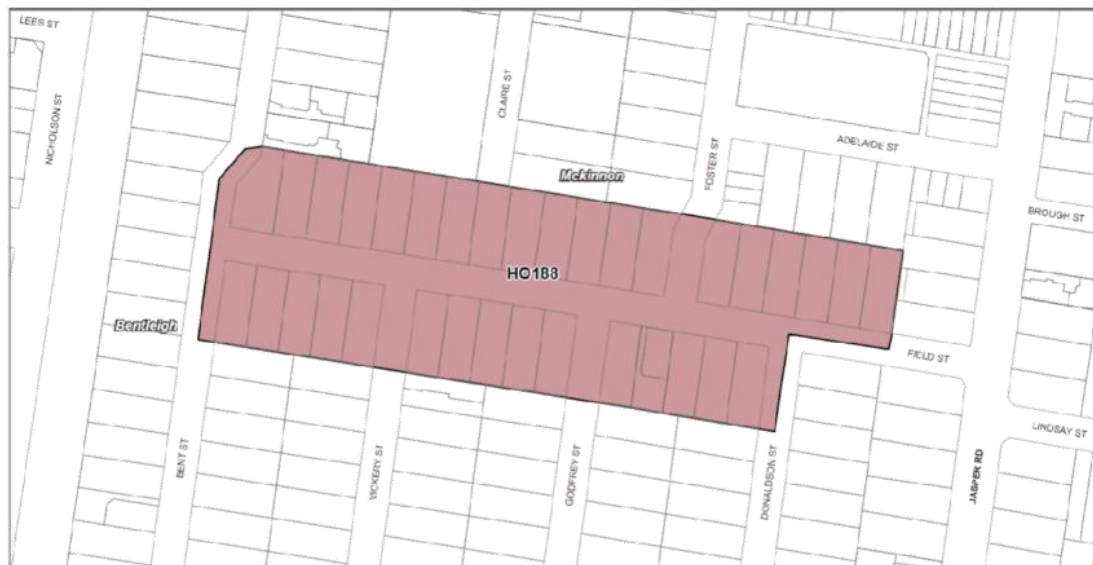 LEES ST
NICHOLSON ST
CLAIRE ST
ADELAIDE ST
FOSTER ST
Mckinnon
BROUGH ST
HO188
Bentleigh
FIELD ST
LINDSAY ST
BENT ST
VICKERY ST
GODFREY ST
DONALDSON ST
JASPER RD